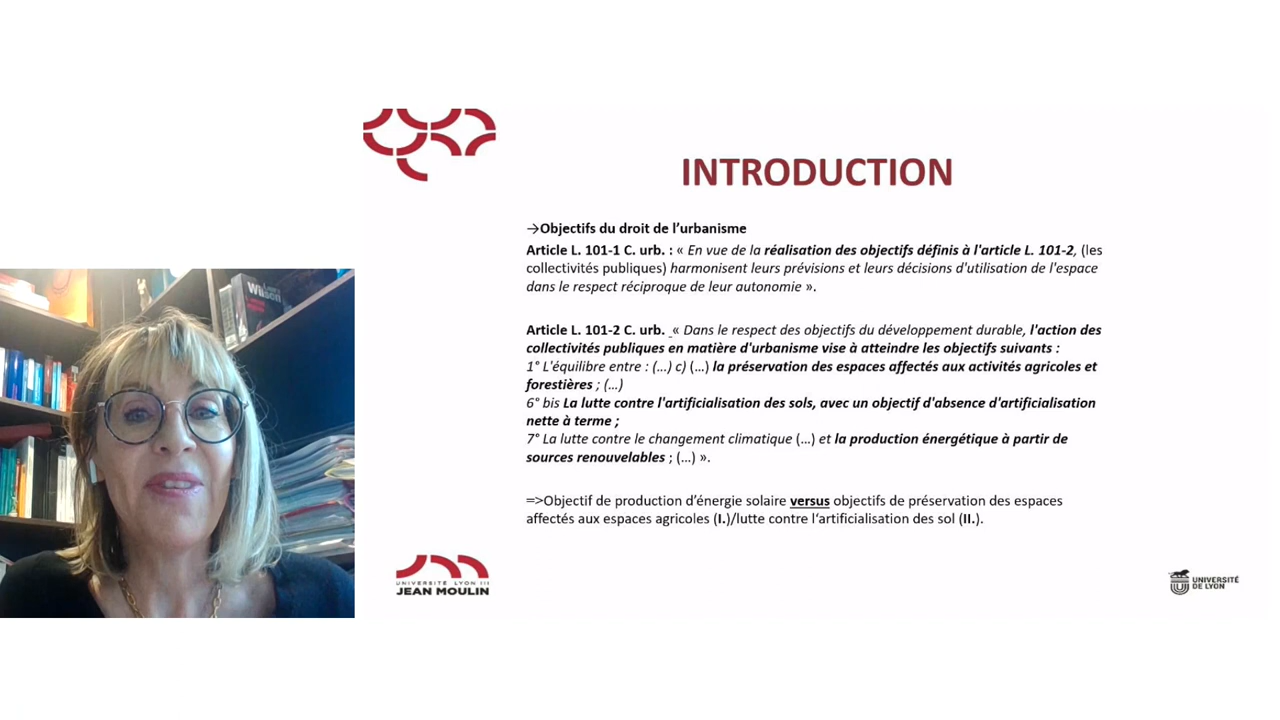 Wilson
INTRODUCTION
→Objectifs du droit de l’urbanisme
Article L. 101-1 C. urb. : « En vue de la réalisation des objectifs définis à l'article L. 101-2, (les
collectivités publiques) harmonisent leurs prévisions et leurs décisions d'utilisation de l'espace
dans le respect réciproque de leur autonomie ».
Article L. 101-2 C. urb. « Dans le respect des objectifs du développement durable, l'action des
collectivités publiques en matière d'urbanisme vise à atteindre les objectifs suivants :
1° L'équilibre entre : (…) c) (…) la préservation des espaces affectés aux activités agricoles et
forestières ; (…)
6° bis La lutte contre l'artificialisation des sols, avec un objectif d'absence d'artificialisation
nette à terme ;
7° La lutte contre le changement climatique (…) et la production énergétique à partir de
sources renouvelables ; (…) ».
=>Objectif de production d’énergie solaire versus objectifs de préservation des espaces
affectés aux espaces agricoles (I.)/lutte contre l‘artificialisation des sol (II.).
UNIVERSITÉ LYON III
JEAN MOULIN
UNIVERSITÉ
DE LYON